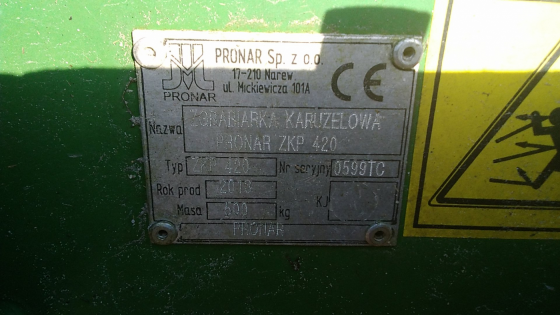 PRONAR Sp. z o.o.
17-210 Narew
ul. Mickiewicza 101A
PRONAR
CE
Nazwa ZGRABIARKA KARUZELOWA
PRONAR ZKP 420
Typ ZKP 420 Nr seryjny 0599TC
Rok prod 2013
Masa 500 kg KJ
PRONAR